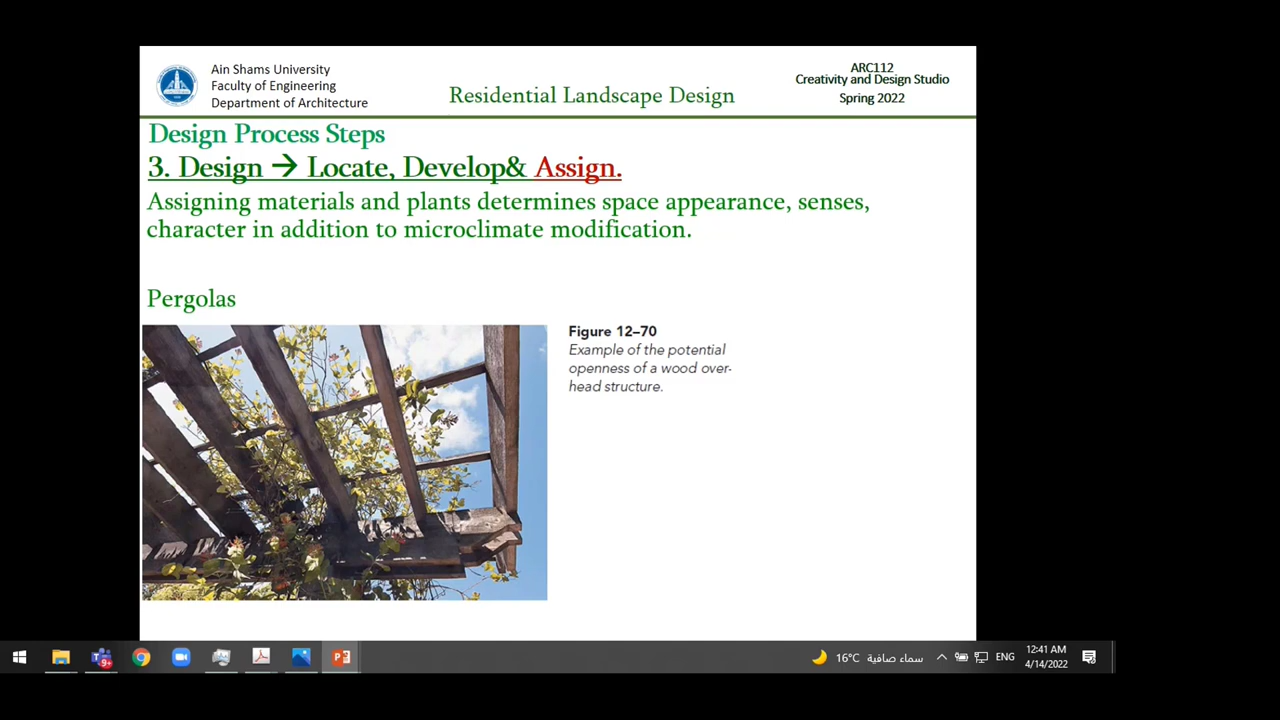 Ain Shams University
Faculty of Engineering
Department of Architecture
Residential Landscape Design
ARC112
Creativity and Design Studio
Spring 2022
Design Process Steps
3. Design → Locate, Develop& Assign.
Assigning materials and plants determines space appearance, senses,
character in addition to microclimate modification.
Pergolas
Figure 12–70
Example of the potential
openness of a wood over-
head structure.
9+
16°C سماء صافية
ENG
12:41 AM
4/14/2022